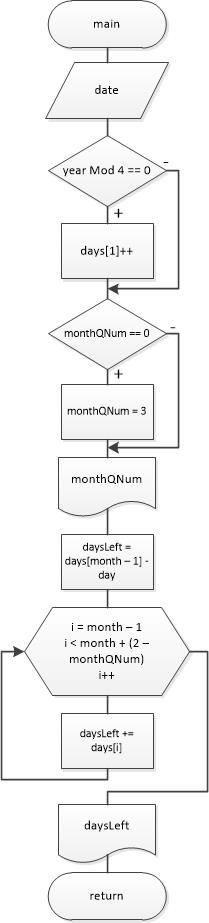 main
date
year Mod 4 == 0
-
+
days[1]++
monthQNum == 0
-
+
monthQNum = 3
monthQNum
daysLeft =
days[month – 1] -
day
i = month – 1
i < month + (2 –
monthQNum)
i++
daysLeft +=
days[i]
daysLeft
return